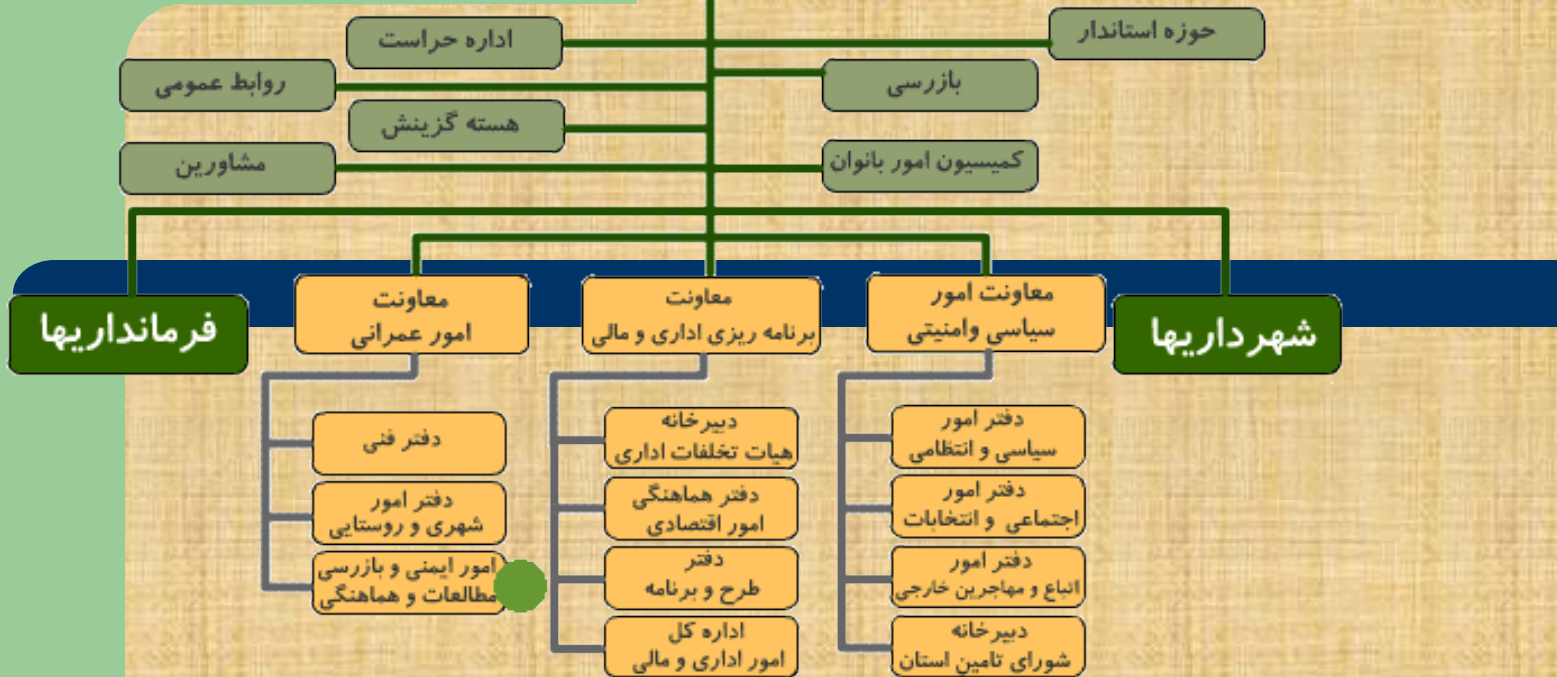 حوزه استاندار
اداره حراست
بازرسی
روابط عمومی
هسته گزینش
کمیسیون امور بانوان
مشاورین
شهرداریها
معاونت امور
سیاسی وامنیتی
معاونت
برنامه ریزی اداری و مالی
معاونت
امور عمرانی
فرمانداریها
دفتر امور
سیاسی و انتظامی
دفتر امور
اجتماعی و انتخابات
دفتر امور
اتباع و مهاجرین خارجی
دبیرخانه
شورای تامین استان
دبیرخانه
هیات تخلفات اداری
دفتر هماهنگی
امور اقتصادی
دفتر
طرح و برنامه
اداره کل
امور اداری و مالی
دفتر فنی
دفتر امور
شهری و روستایی
امور ایمنی و بازرسی
مطالعات و هماهنگی